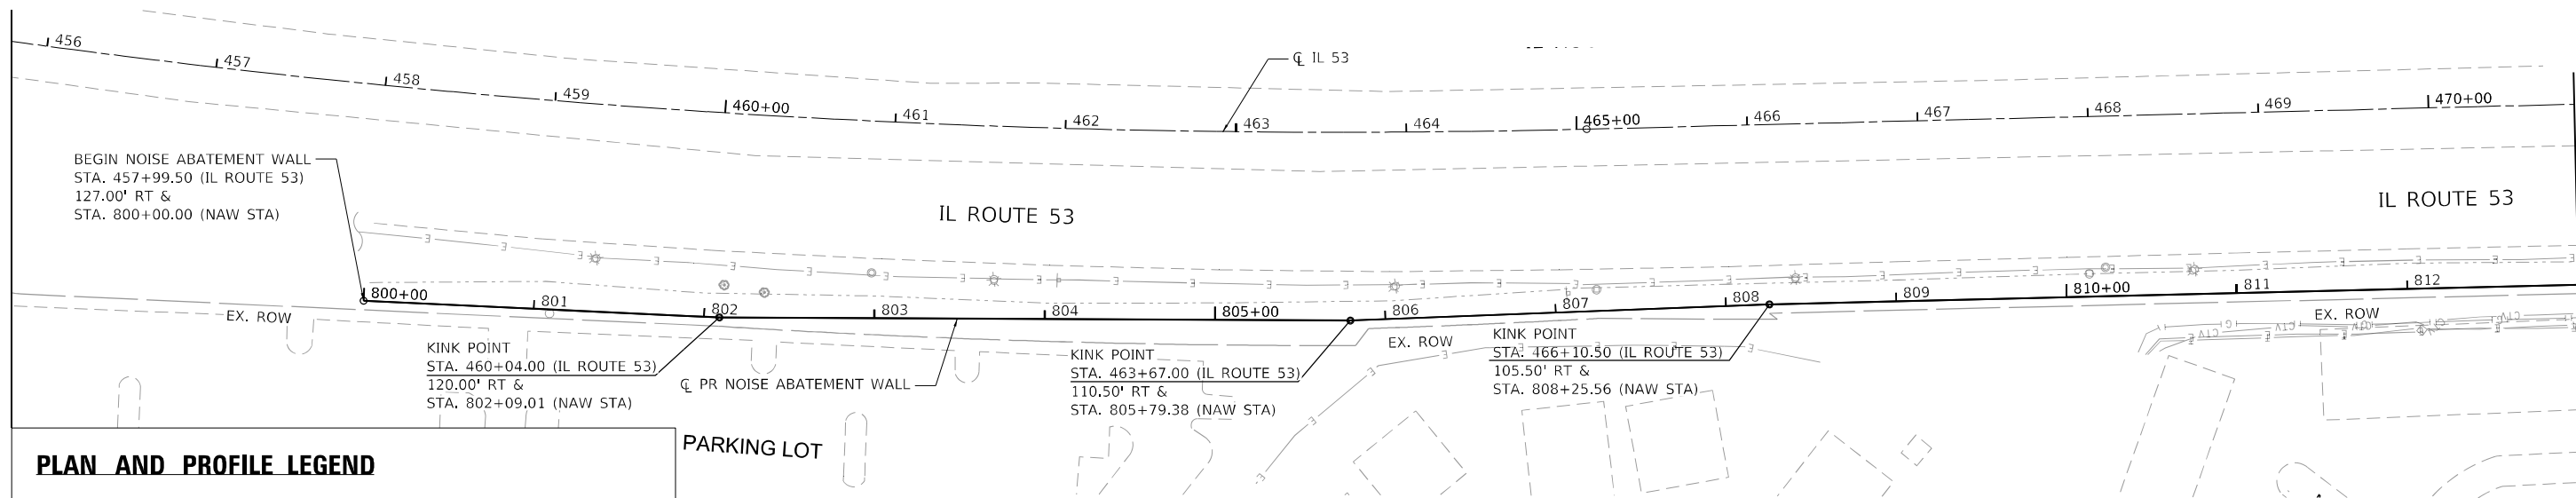 456
457
458
459
460+00
461
462
463
464
465+00
466
467
468
469
470+00
℄ IL 53
BEGIN NOISE ABATEMENT WALL
STA. 457+99.50 (IL ROUTE 53)
127.00' RT &
STA. 800+00.00 (NAW STA)
IL ROUTE 53
IL ROUTE 53
800+00
801
802
803
804
805+00
806
807
808
809
810+00
811
812
EX. ROW
EX. ROW
EX. ROW
KINK POINT
STA. 460+04.00 (IL ROUTE 53)
120.00' RT &
STA. 802+09.01 (NAW STA)
℄ PR NOISE ABATEMENT WALL
KINK POINT
STA. 463+67.00 (IL ROUTE 53)
110.50' RT &
STA. 805+79.38 (NAW STA)
KINK POINT
STA. 466+10.50 (IL ROUTE 53)
105.50' RT &
STA. 808+25.56 (NAW STA)
PARKING LOT
PLAN AND PROFILE LEGEND